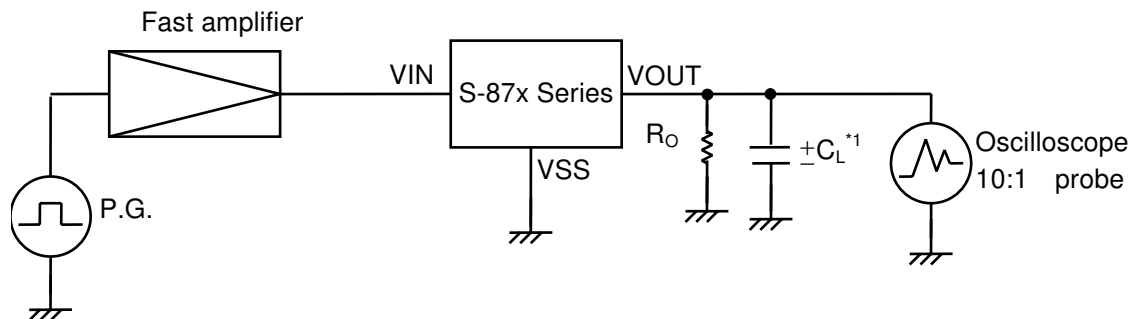 Fast amplifier
VIN
S-87x Series
VOUT
VSS
RO
±CL*1
Oscilloscope
10:1 probe
P.G.